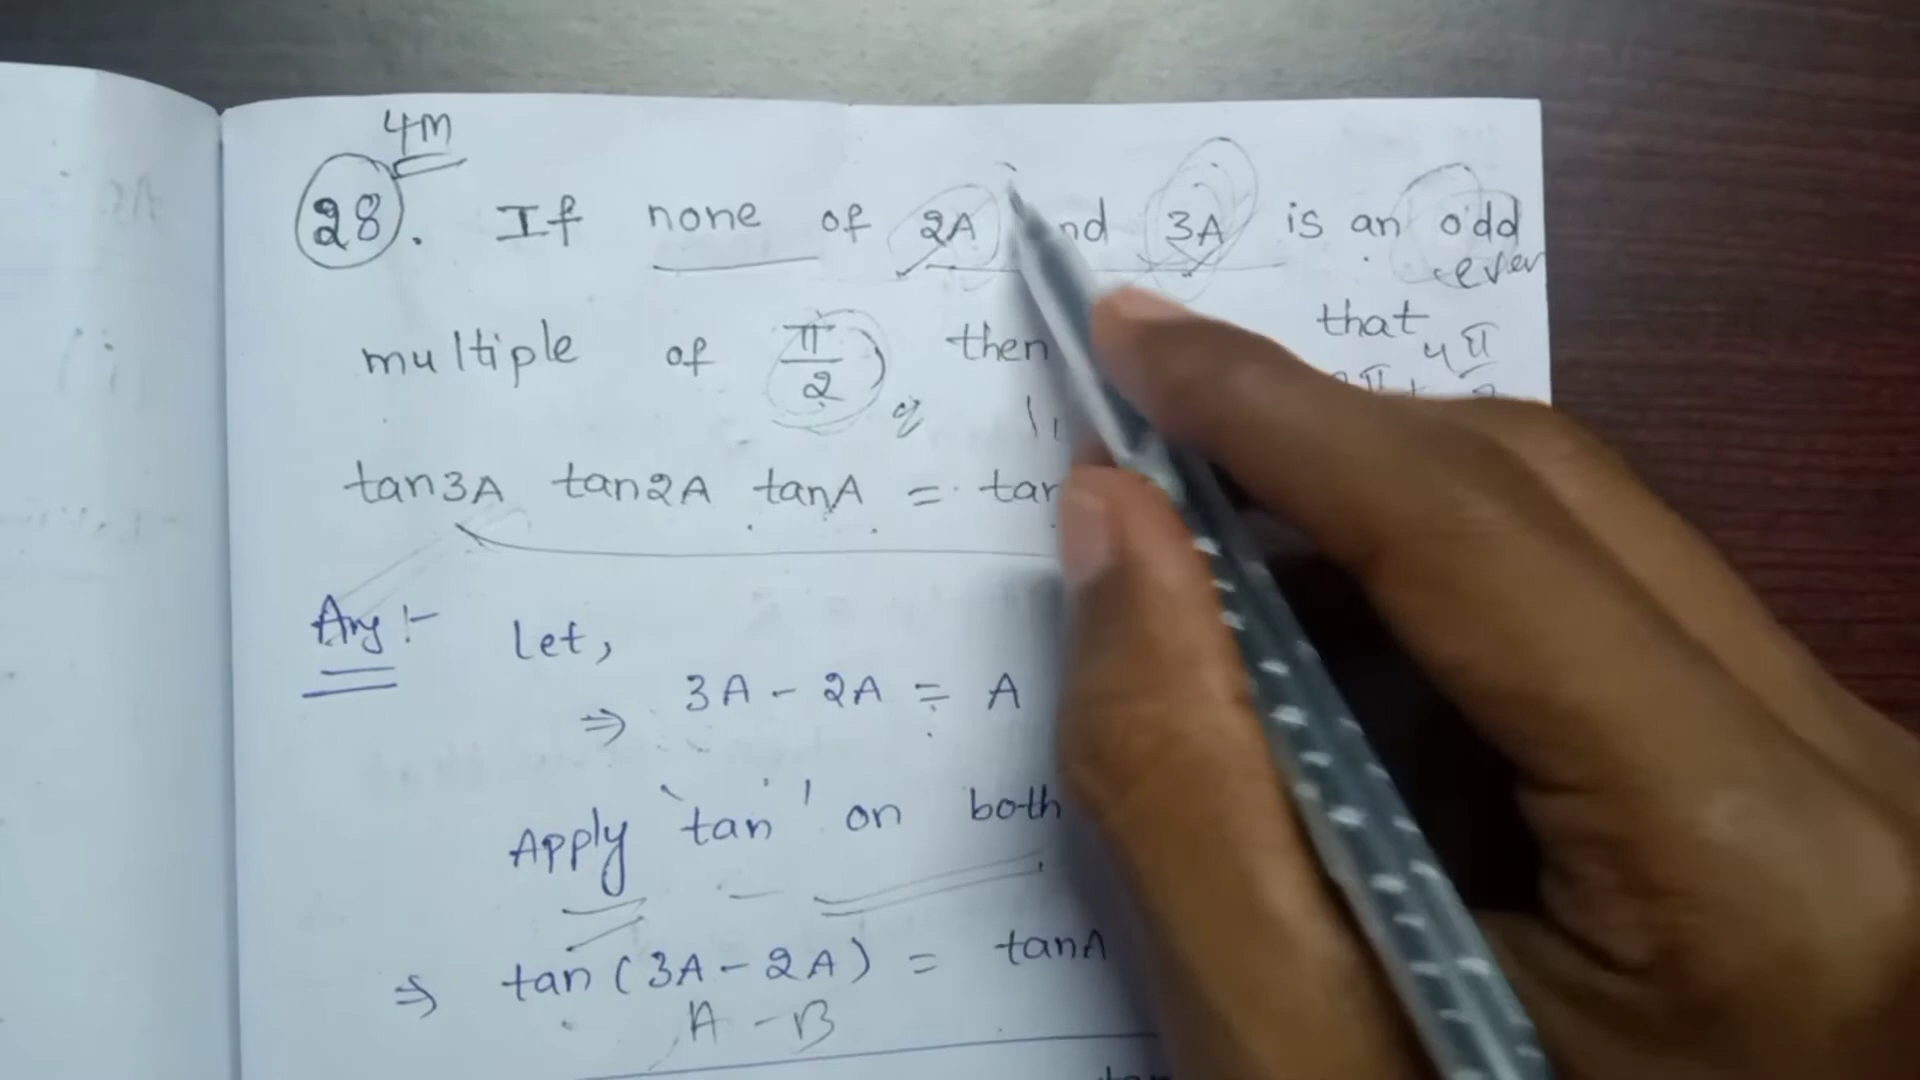 4M
28. If none of 2A nd 3A is an odd
even
multiple of π/2 then that
tan3A tan2A tanA = tan
Ans :- Let,
⇒ 3A - 2A = A
Apply 'tan' on both
⇒ tan (3A - 2A) = tanA
A - B